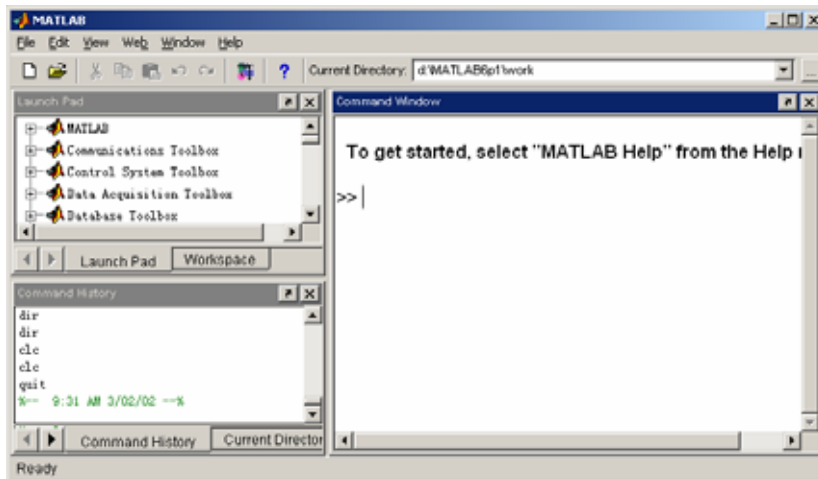 MATLAB
File Edit View Web Window Help
Current Directory: d:\MATLAB6p1\work
Launch Pad
MATLAB
Communications Toolbox
Control System Toolbox
Data Acquisition Toolbox
Database Toolbox
Launch Pad Workspace
Command History
dir
dir
clc
clc
quit
%-- 9:31 AM 3/02/02 --%
Command History Current Director
Command Window
To get started, select "MATLAB Help" from the Help
>>
Ready